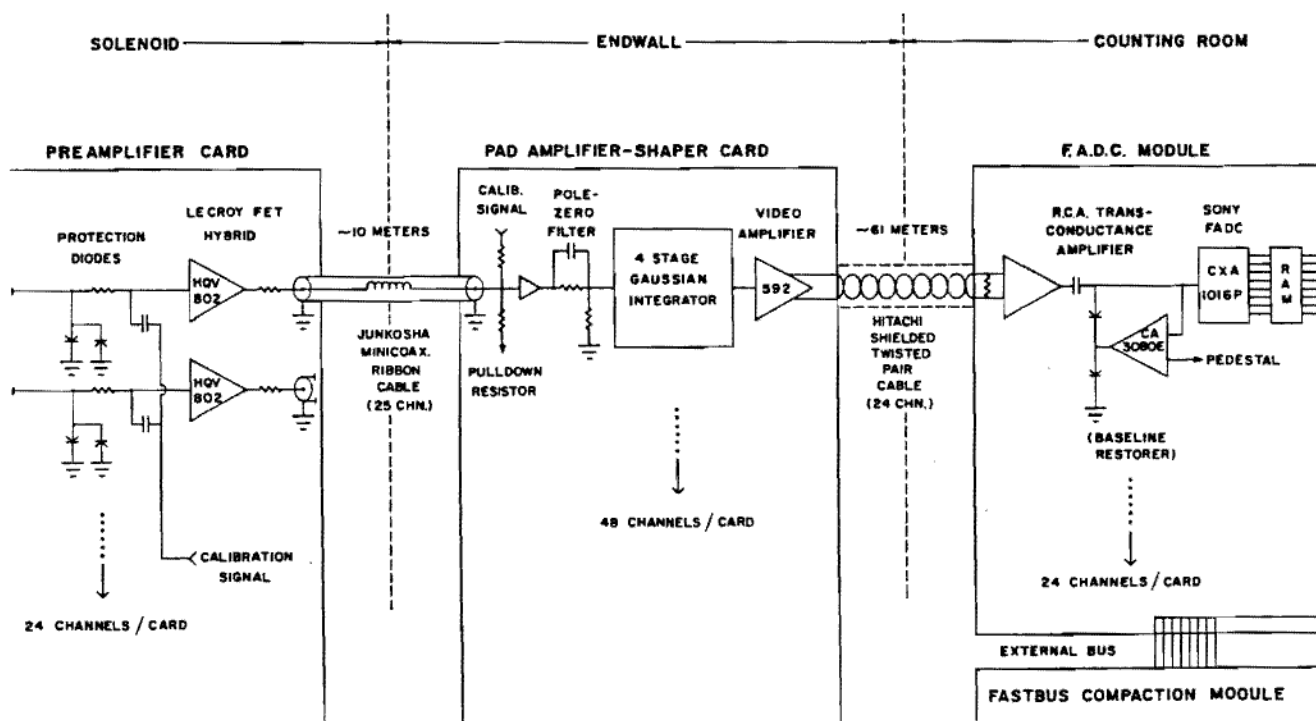 SOLENOID
ENDWALL
COUNTING ROOM
PREAMPLIFIER CARD
PAD AMPLIFIER-SHAPER CARD
F.A.D.C. MODULE
LECROY FET
HYBRID
PROTECTION
DIODES
HQV
802
HQV
802
CALIBRATION
SIGNAL
24 CHANNELS / CARD
~10 METERS
JUNKOSHA
MINICOAX.
RIBBON
CABLE
(25 CHN.)
CALIB.
SIGNAL
POLE-
ZERO
FILTER
PULLDOWN
RESISTOR
4 STAGE
GAUSSIAN
INTEGRATOR
VIDEO
AMPLIFIER
592
48 CHANNELS / CARD
~61 METERS
HITACHI
SHIELDED
TWISTED
PAIR
CABLE
(24 CHN.)
R.C.A. TRANS-
CONDUCTANCE
AMPLIFIER
SONY
FADC
CXA
1016P
RAM
CA
3080E
PEDESTAL
(BASELINE
RESTORER)
24 CHANNELS / CARD
EXTERNAL BUS
FASTBUS COMPACTION MODULE